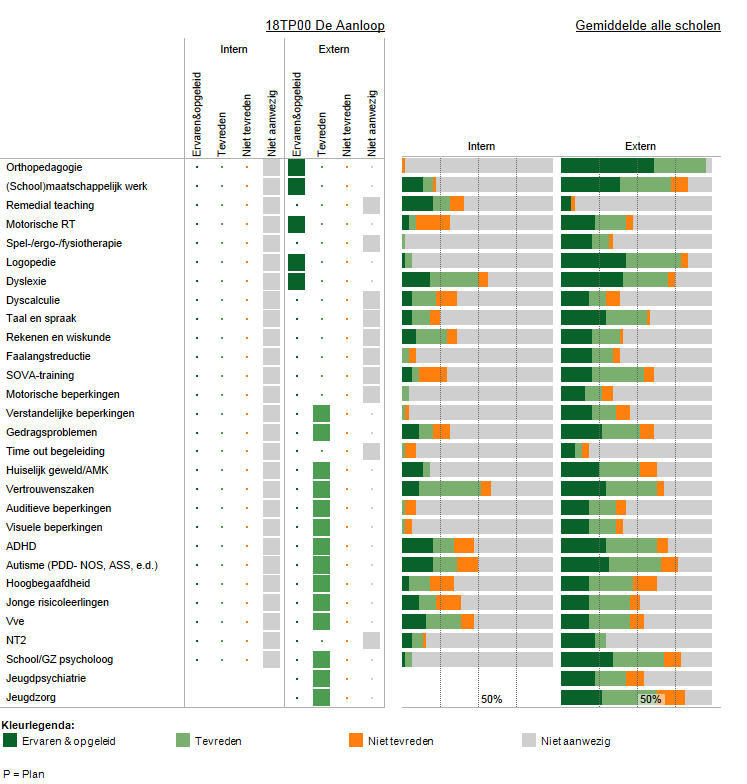 18TP00 De Aanloop
Gemiddelde alle scholen
Intern
Extern
Ervaren&opgeleid
Tevreden
Niet tevreden
Niet aanwezig
Ervaren&opgeleid
Tevreden
Niet tevreden
Niet aanwezig
Intern
Extern
Orthopedagogie
(School)maatschappelijk werk
Remedial teaching
Motorische RT
Spel-/ergo-/fysiotherapie
Logopedie
Dyslexie
Dyscalculie
Taal en spraak
Rekenen en wiskunde
Faalangstreductie
SOVA-training
Motorische beperkingen
Verstandelijke beperkingen
Gedragsproblemen
Time out begeleiding
Huiselijk geweld/AMK
Vertrouwenszaken
Auditieve beperkingen
Visuele beperkingen
ADHD
Autisme (PDD- NOS, ASS, e.d.)
Hoogbegaafdheid
Jonge risicoleerlingen
Vve
NT2
School/GZ psycholoog
Jeugdpsychiatrie
Jeugdzorg
50%
50%
Kleurlegenda:
Ervaren & opgeleid
Tevreden
Niet tevreden
Niet aanwezig
P = Plan